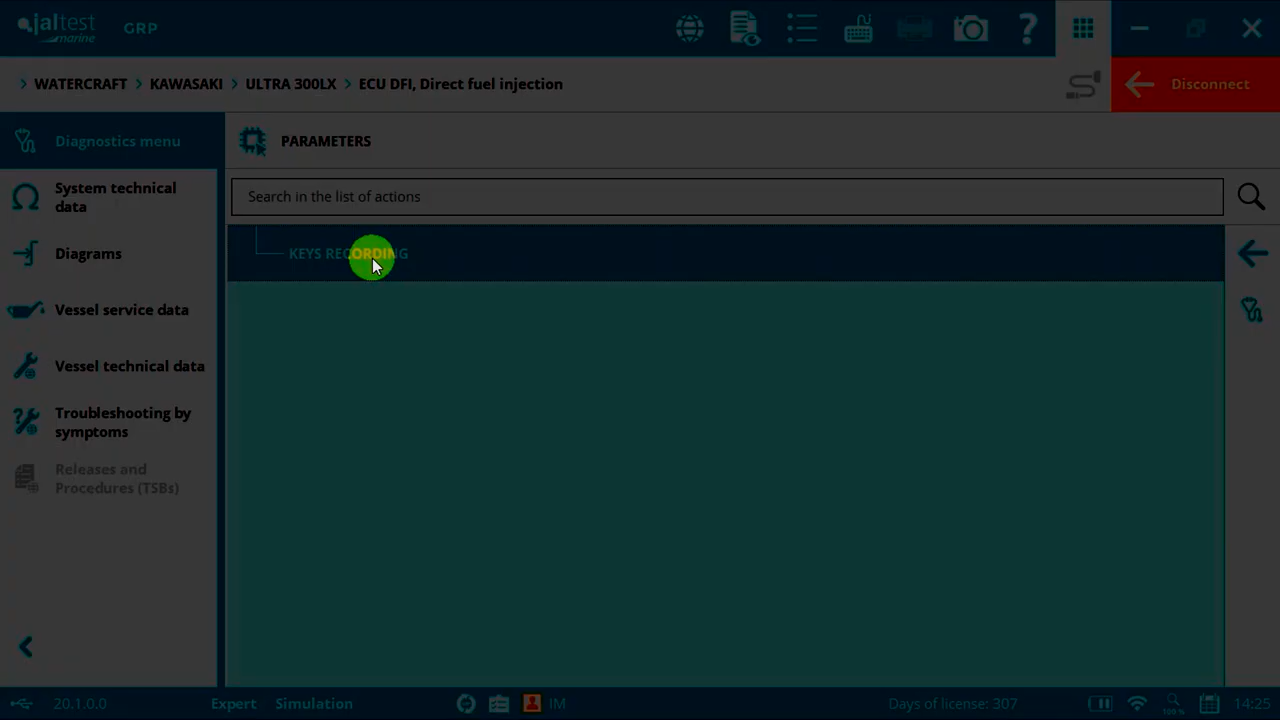 jaltest
marine
GRP
WATERCRAFT
KAWASAKI
ULTRA 300LX
ECU DFI, Direct fuel injection
Disconnect
Diagnostics menu
PARAMETERS
System technical
data
Search in the list of actions
Diagrams
KEYS RECORDING
Vessel service data
Vessel technical data
Troubleshooting by
symptoms
Releases and
Procedures (TSBs)
20.1.0.0
Expert
Simulation
IM
Days of license: 307
100 %
14:25